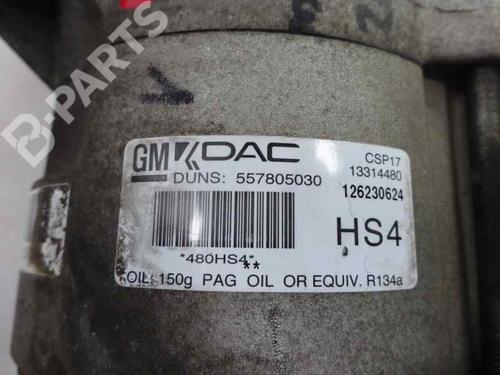 GM DAC
CSP17
DUNS: 557805030
13314480
126230624
HS4
*480HS4*
**
OIL: 150g PAG OIL OR EQUIV. R134a
B-PARTS